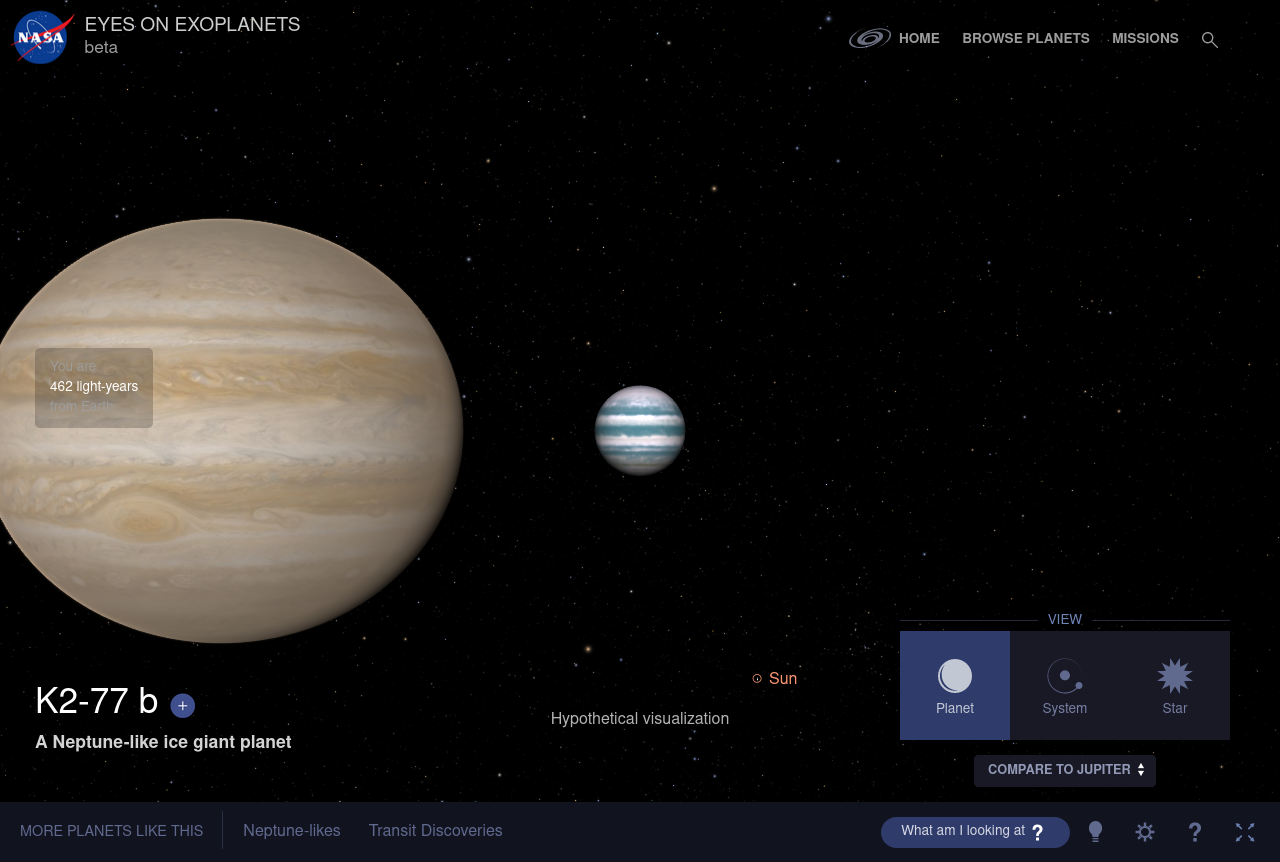 NASA
EYES ON EXOPLANETS
beta
HOME
BROWSE PLANETS
MISSIONS
You are
462 light-years
from Earth
Sun
Hypothetical visualization
K2-77 b +
A Neptune-like ice giant planet
VIEW
Planet
System
Star
COMPARE TO JUPITER
MORE PLANETS LIKE THIS
Neptune-likes
Transit Discoveries
What am I looking at ?
?